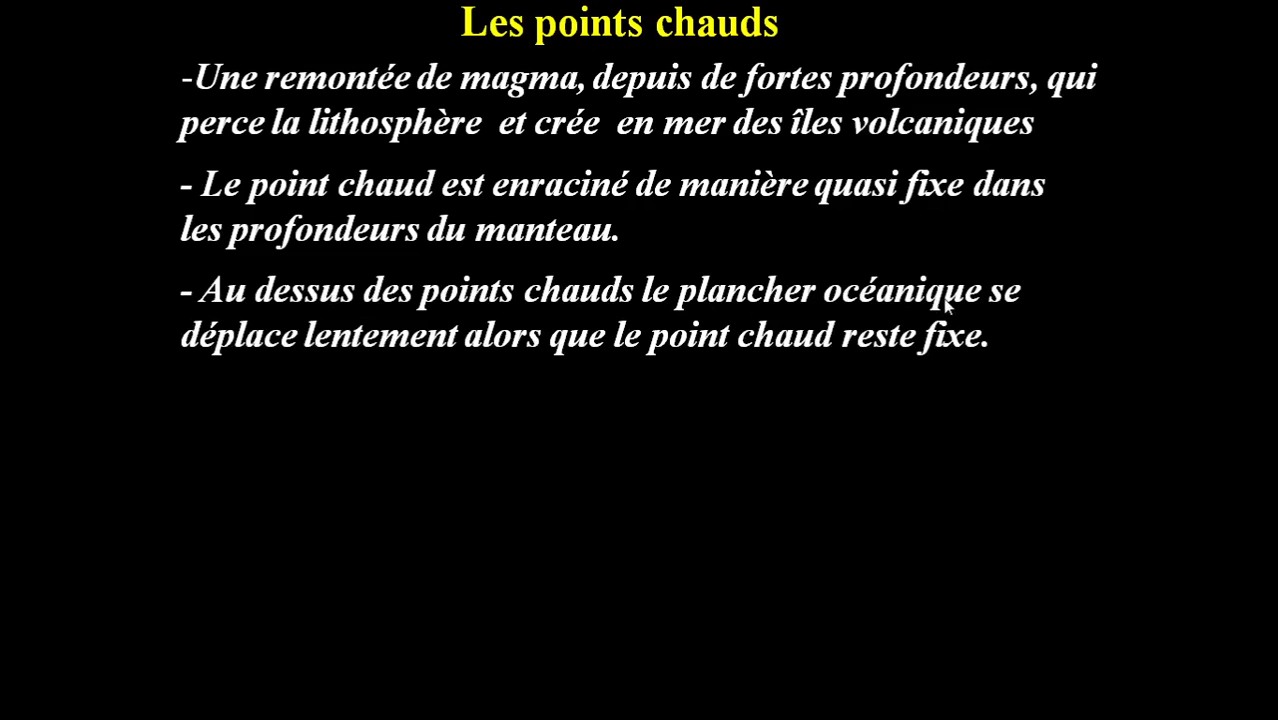 Les points chauds
-Une remontée de magma, depuis de fortes profondeurs, qui
perce la lithosphère et crée en mer des îles volcaniques
- Le point chaud est enraciné de manière quasi fixe dans
les profondeurs du manteau.
- Au dessus des points chauds le plancher océanique se
déplace lentement alors que le point chaud reste fixe.